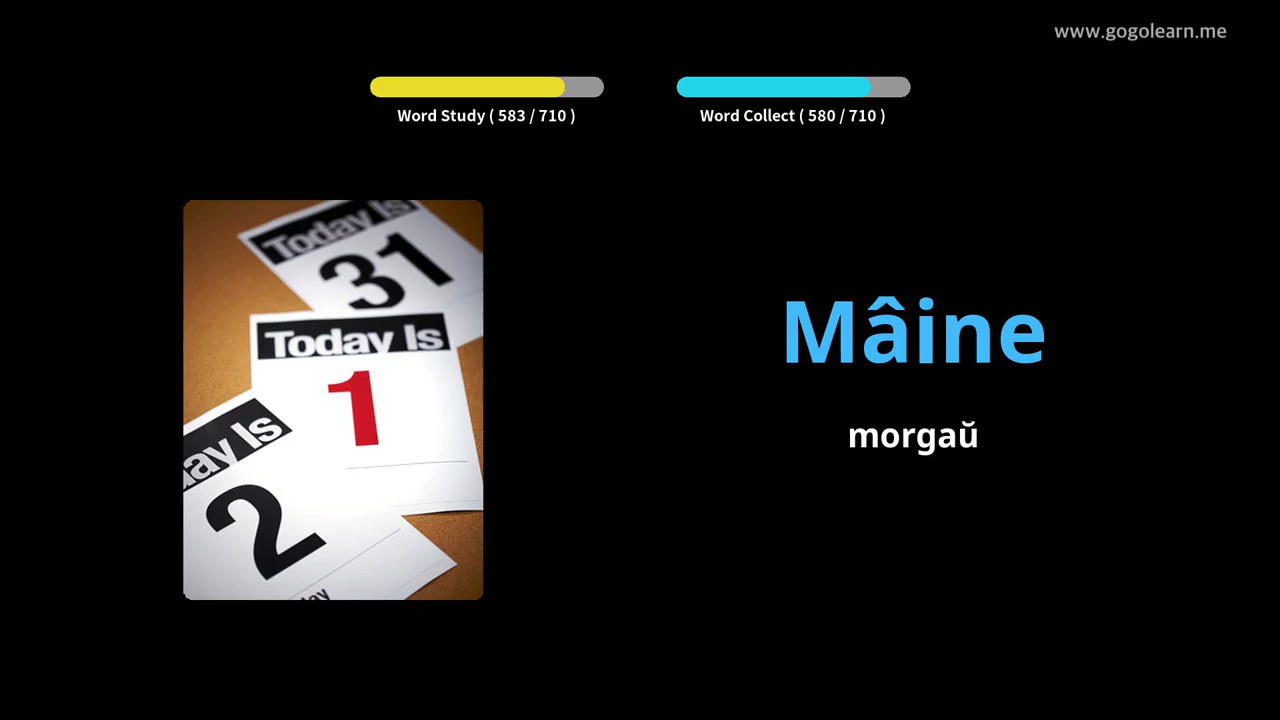 www.gogolearn.me
Word Study ( 583 / 710 )
Word Collect ( 580 / 710 )
Today Is
31
Today Is
1
ay Is
2
ay
Mâine
morgaŭ